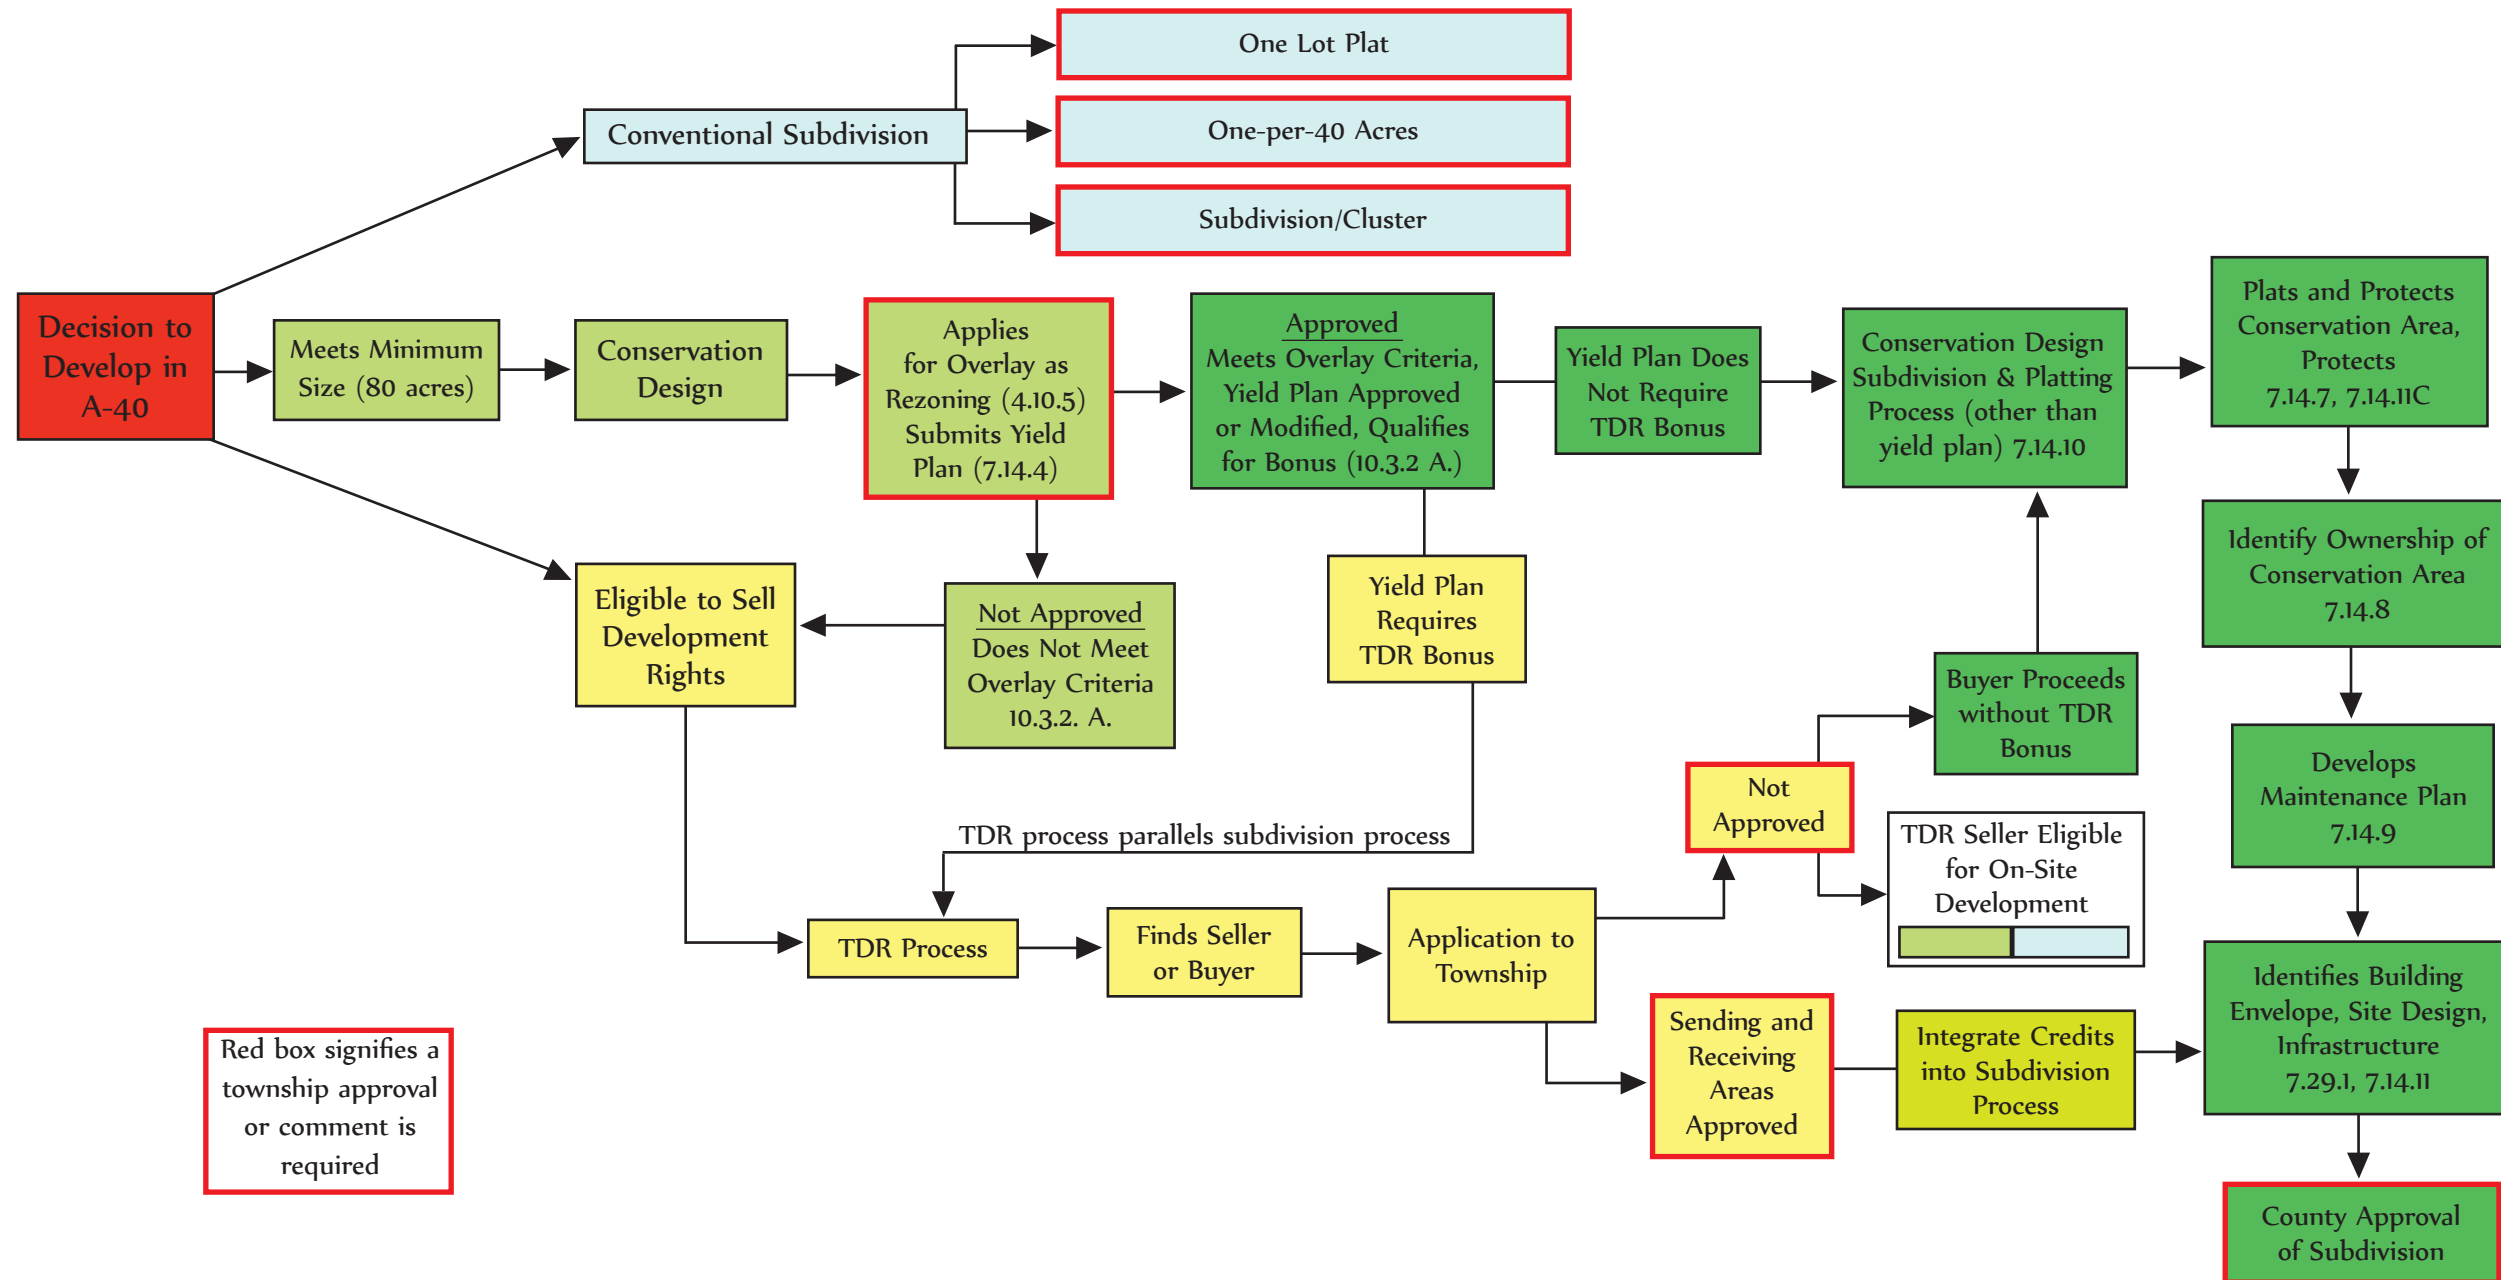 One Lot Plat
Conventional Subdivision
One-per-40 Acres
Subdivision/Cluster
Decision to
Develop in
A-40
Meets Minimum
Size (80 acres)
Conservation
Design
Applies
for Overlay as
Rezoning (4.10.5)
Submits Yield
Plan (7.14.4)
Approved
Meets Overlay Criteria,
Yield Plan Approved
or Modified, Qualifies
for Bonus (10.3.2 A.)
Yield Plan Does
Not Require
TDR Bonus
Conservation Design
Subdivision & Platting
Process (other than
yield plan) 7.14.10
Plats and Protects
Conservation Area,
Protects
7.14.7, 7.14.11C
Identify Ownership of
Conservation Area
7.14.8
Eligible to Sell
Development
Rights
Not Approved
Does Not Meet
Overlay Criteria
10.3.2. A.
Yield Plan
Requires
TDR Bonus
Buyer Proceeds
without TDR
Bonus
Develops
Maintenance Plan
7.14.9
Not
Approved
TDR process parallels subdivision process
TDR Seller Eligible
for On-Site
Development
TDR Process
Finds Seller
or Buyer
Application to
Township
Sending and
Receiving
Areas
Approved
Integrate Credits
into Subdivision
Process
Identifies Building
Envelope, Site Design,
Infrastructure
7.29.1, 7.14.11
Red box signifies a
township approval
or comment is
required
County Approval
of Subdivision